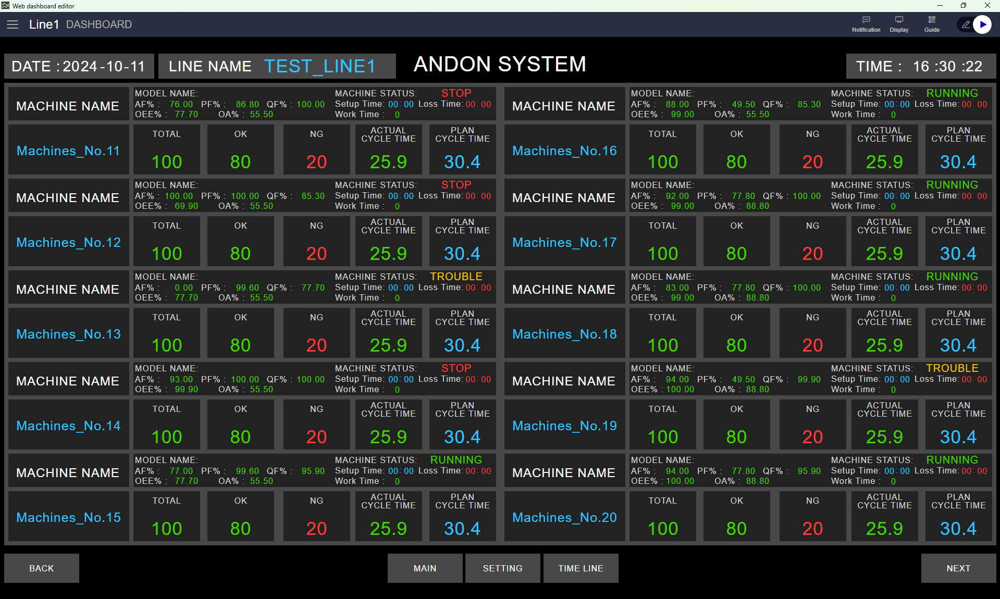 Web dashboard editor
Line1 DASHBOARD
Notification Display Guide
DATE :2024-10-11 LINE NAME TEST_LINE1 ANDON SYSTEM TIME : 16 :30 :22
MACHINE NAME
MODEL NAME: MACHINE STATUS: STOP
AF% : 76.00 PF% : 86.80 QF% : 100.00 Setup Time: 00: 00 Loss Time: 00: 00
OEE% : 77.70 OA% : 55.50 Work Time : 0
Machines_No.11
TOTAL OK NG ACTUAL CYCLE TIME PLAN CYCLE TIME
100 80 20 25.9 30.4
MACHINE NAME
MODEL NAME: MACHINE STATUS: RUNNING
AF% : 88.00 PF% : 49.50 QF% : 85.30 Setup Time: 00: 00 Loss Time: 00: 00
OEE% : 99.00 OA% : 55.50 Work Time : 0
Machines_No.16
TOTAL OK NG ACTUAL CYCLE TIME PLAN CYCLE TIME
100 80 20 25.9 30.4
MACHINE NAME
MODEL NAME: MACHINE STATUS: STOP
AF% : 100.00 PF% : 100.00 QF% : 85.30 Setup Time: 00: 00 Loss Time: 00: 00
OEE% : 69.90 OA% : 55.50 Work Time : 0
Machines_No.12
TOTAL OK NG ACTUAL CYCLE TIME PLAN CYCLE TIME
100 80 20 25.9 30.4
MACHINE NAME
MODEL NAME: MACHINE STATUS: RUNNING
AF% : 92.00 PF% : 77.80 QF% : 100.00 Setup Time: 00: 00 Loss Time: 00: 00
OEE% : 99.00 OA% : 88.80 Work Time : 0
Machines_No.17
TOTAL OK NG ACTUAL CYCLE TIME PLAN CYCLE TIME
100 80 20 25.9 30.4
MACHINE NAME
MODEL NAME: MACHINE STATUS: TROUBLE
AF% : 0.00 PF% : 99.60 QF% : 77.70 Setup Time: 00: 00 Loss Time: 00: 00
OEE% : 77.70 OA% : 55.50 Work Time : 0
Machines_No.13
TOTAL OK NG ACTUAL CYCLE TIME PLAN CYCLE TIME
100 80 20 25.9 30.4
MACHINE NAME
MODEL NAME: MACHINE STATUS: RUNNING
AF% : 83.00 PF% : 77.80 QF% : 100.00 Setup Time: 00: 00 Loss Time: 00: 00
OEE% : 99.00 OA% : 88.80 Work Time : 0
Machines_No.18
TOTAL OK NG ACTUAL CYCLE TIME PLAN CYCLE TIME
100 80 20 25.9 30.4
MACHINE NAME
MODEL NAME: MACHINE STATUS: STOP
AF% : 93.00 PF% : 100.00 QF% : 100.00 Setup Time: 00: 00 Loss Time: 00: 00
OEE% : 99.90 OA% : 55.50 Work Time : 0
Machines_No.14
TOTAL OK NG ACTUAL CYCLE TIME PLAN CYCLE TIME
100 80 20 25.9 30.4
MACHINE NAME
MODEL NAME: MACHINE STATUS: TROUBLE
AF% : 94.00 PF% : 49.50 QF% : 99.90 Setup Time: 00: 00 Loss Time: 00: 00
OEE% : 100.00 OA% : 88.80 Work Time : 0
Machines_No.19
TOTAL OK NG ACTUAL CYCLE TIME PLAN CYCLE TIME
100 80 20 25.9 30.4
MACHINE NAME
MODEL NAME: MACHINE STATUS: RUNNING
AF% : 77.00 PF% : 99.60 QF% : 95.90 Setup Time: 00: 00 Loss Time: 00: 00
OEE% : 77.70 OA% : 55.50 Work Time : 0
Machines_No.15
TOTAL OK NG ACTUAL CYCLE TIME PLAN CYCLE TIME
100 80 20 25.9 30.4
MACHINE NAME
MODEL NAME: MACHINE STATUS: RUNNING
AF% : 94.00 PF% : 77.80 QF% : 95.90 Setup Time: 00: 00 Loss Time: 00: 00
OEE% : 100.00 OA% : 88.80 Work Time : 0
Machines_No.20
TOTAL OK NG ACTUAL CYCLE TIME PLAN CYCLE TIME
100 80 20 25.9 30.4
BACK MAIN SETTING TIME LINE NEXT